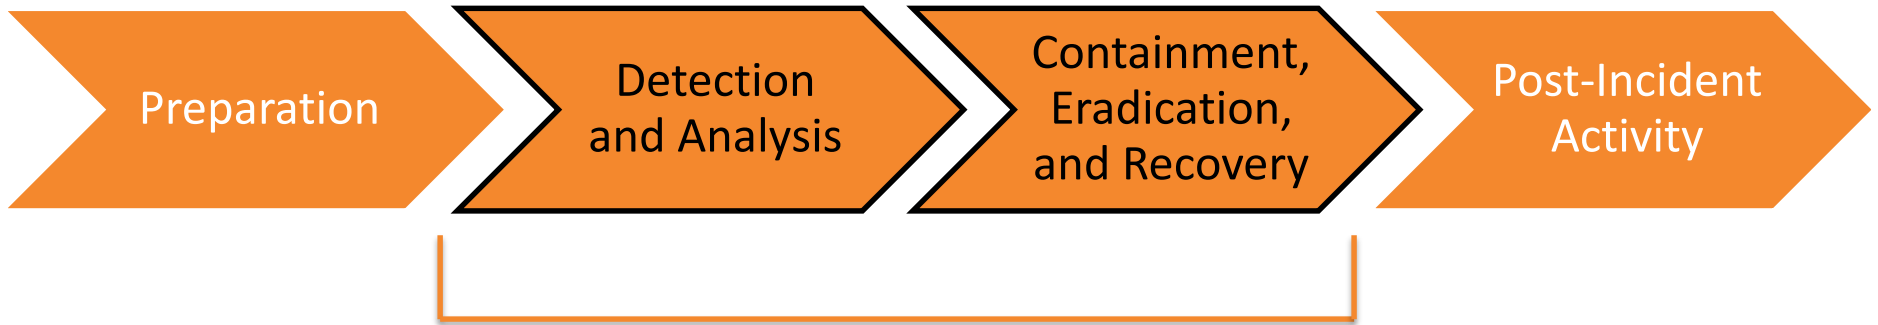 Preparation
Detection
and Analysis
Containment,
Eradication,
and Recovery
Post-Incident
Activity